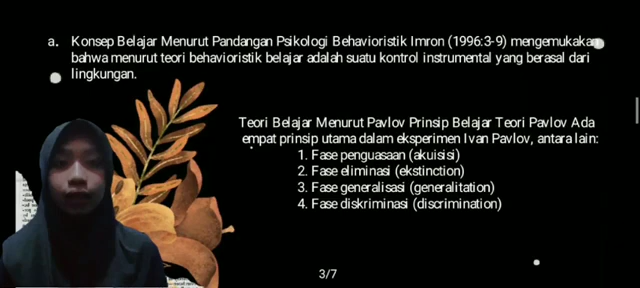 a. Konsep Belajar Menurut Pandangan Psikologi Behavioristik Imron (1996:3-9) mengemukakan
bahwa menurut teori behavioristik belajar adalah suatu kontrol instrumental yang berasal dari
lingkungan.
Teori Belajar Menurut Pavlov Prinsip Belajar Teori Pavlov Ada
empat prinsip utama dalam eksperimen Ivan Pavlov, antara lain:
1. Fase penguasaan (akuisisi)
2. Fase eliminasi (ekstinction)
3. Fase generalisasi (generalitation)
4. Fase diskriminasi (discrimination)
3/7